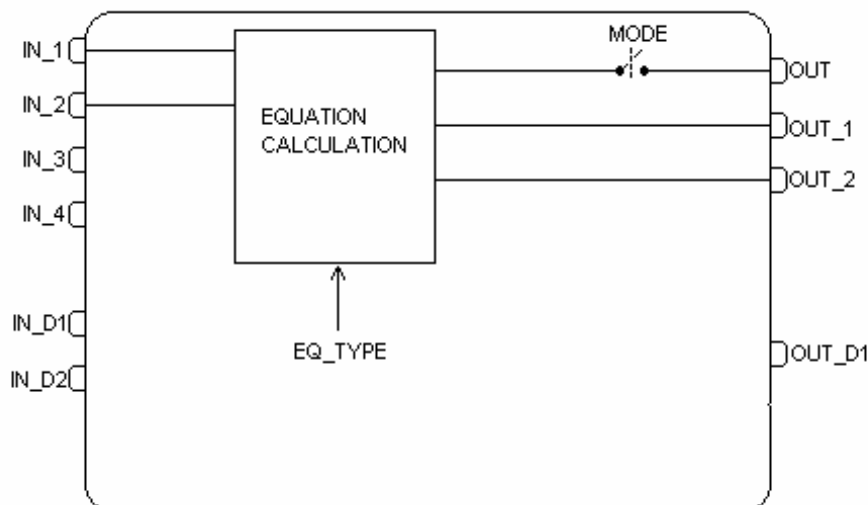 MODE
IN_1
OUT
IN_2
EQUATION
CALCULATION
OUT_1
IN_3
OUT_2
IN_4
IN_D1
EQ_TYPE
OUT_D1
IN_D2